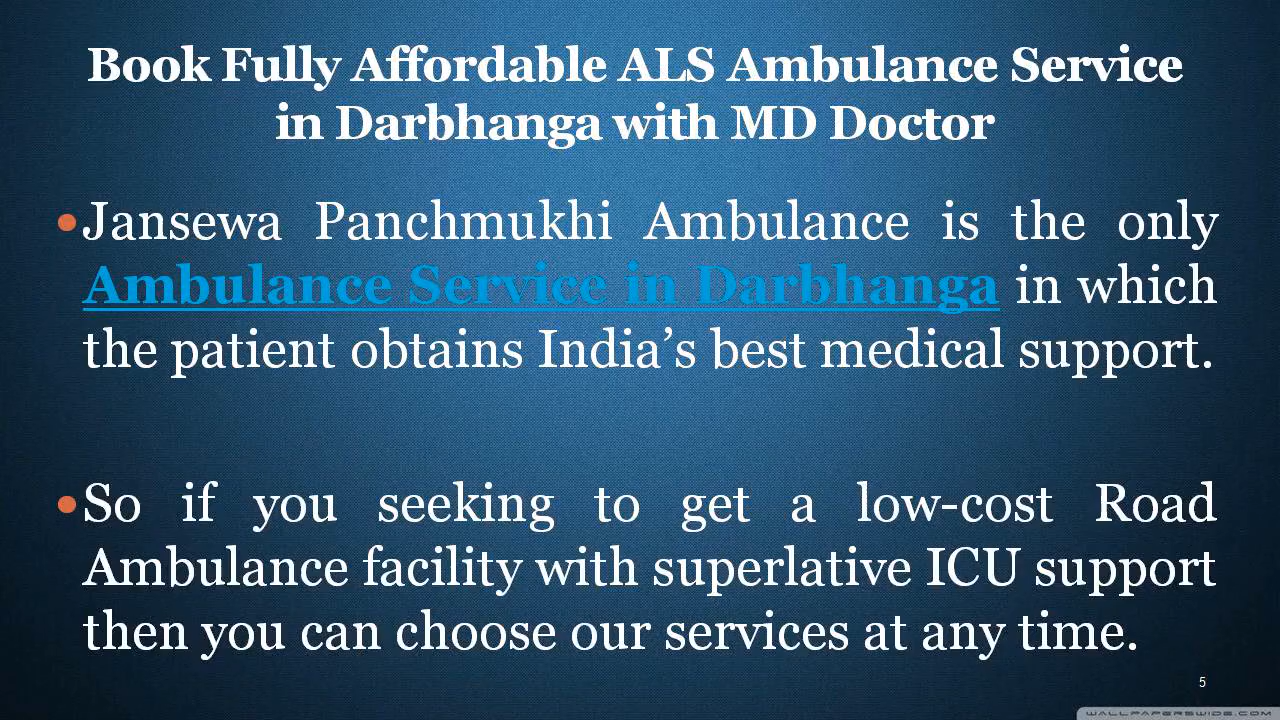 Book Fully Affordable ALS Ambulance Service
in Darbhanga with MD Doctor
•Jansewa Panchmukhi Ambulance is the only
Ambulance Service in Darbhanga in which
the patient obtains India’s best medical support.
•So if you seeking to get a low-cost Road
Ambulance facility with superlative ICU support
then you can choose our services at any time.
5
WALLPAPERSWIDE.COM